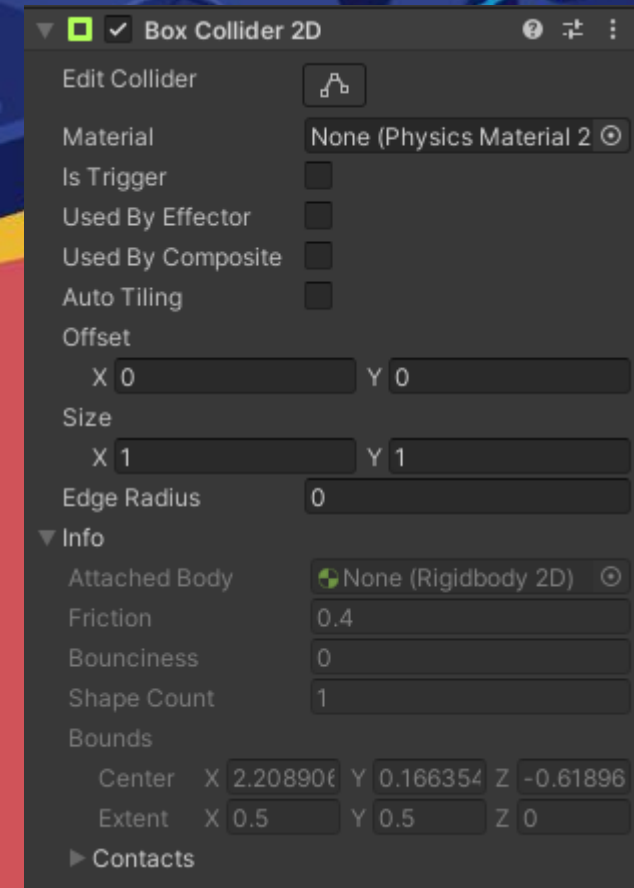 Box Collider 2D
Edit Collider
Material None (Physics Material 2
Is Trigger
Used By Effector
Used By Composite
Auto Tiling
Offset
X 0 Y 0
Size
X 1 Y 1
Edge Radius 0
Info
Attached Body None (Rigidbody 2D)
Friction 0.4
Bounciness 0
Shape Count 1
Bounds
Center X 2.208906 Y 0.166354 Z -0.61896
Extent X 0.5 Y 0.5 Z 0
Contacts